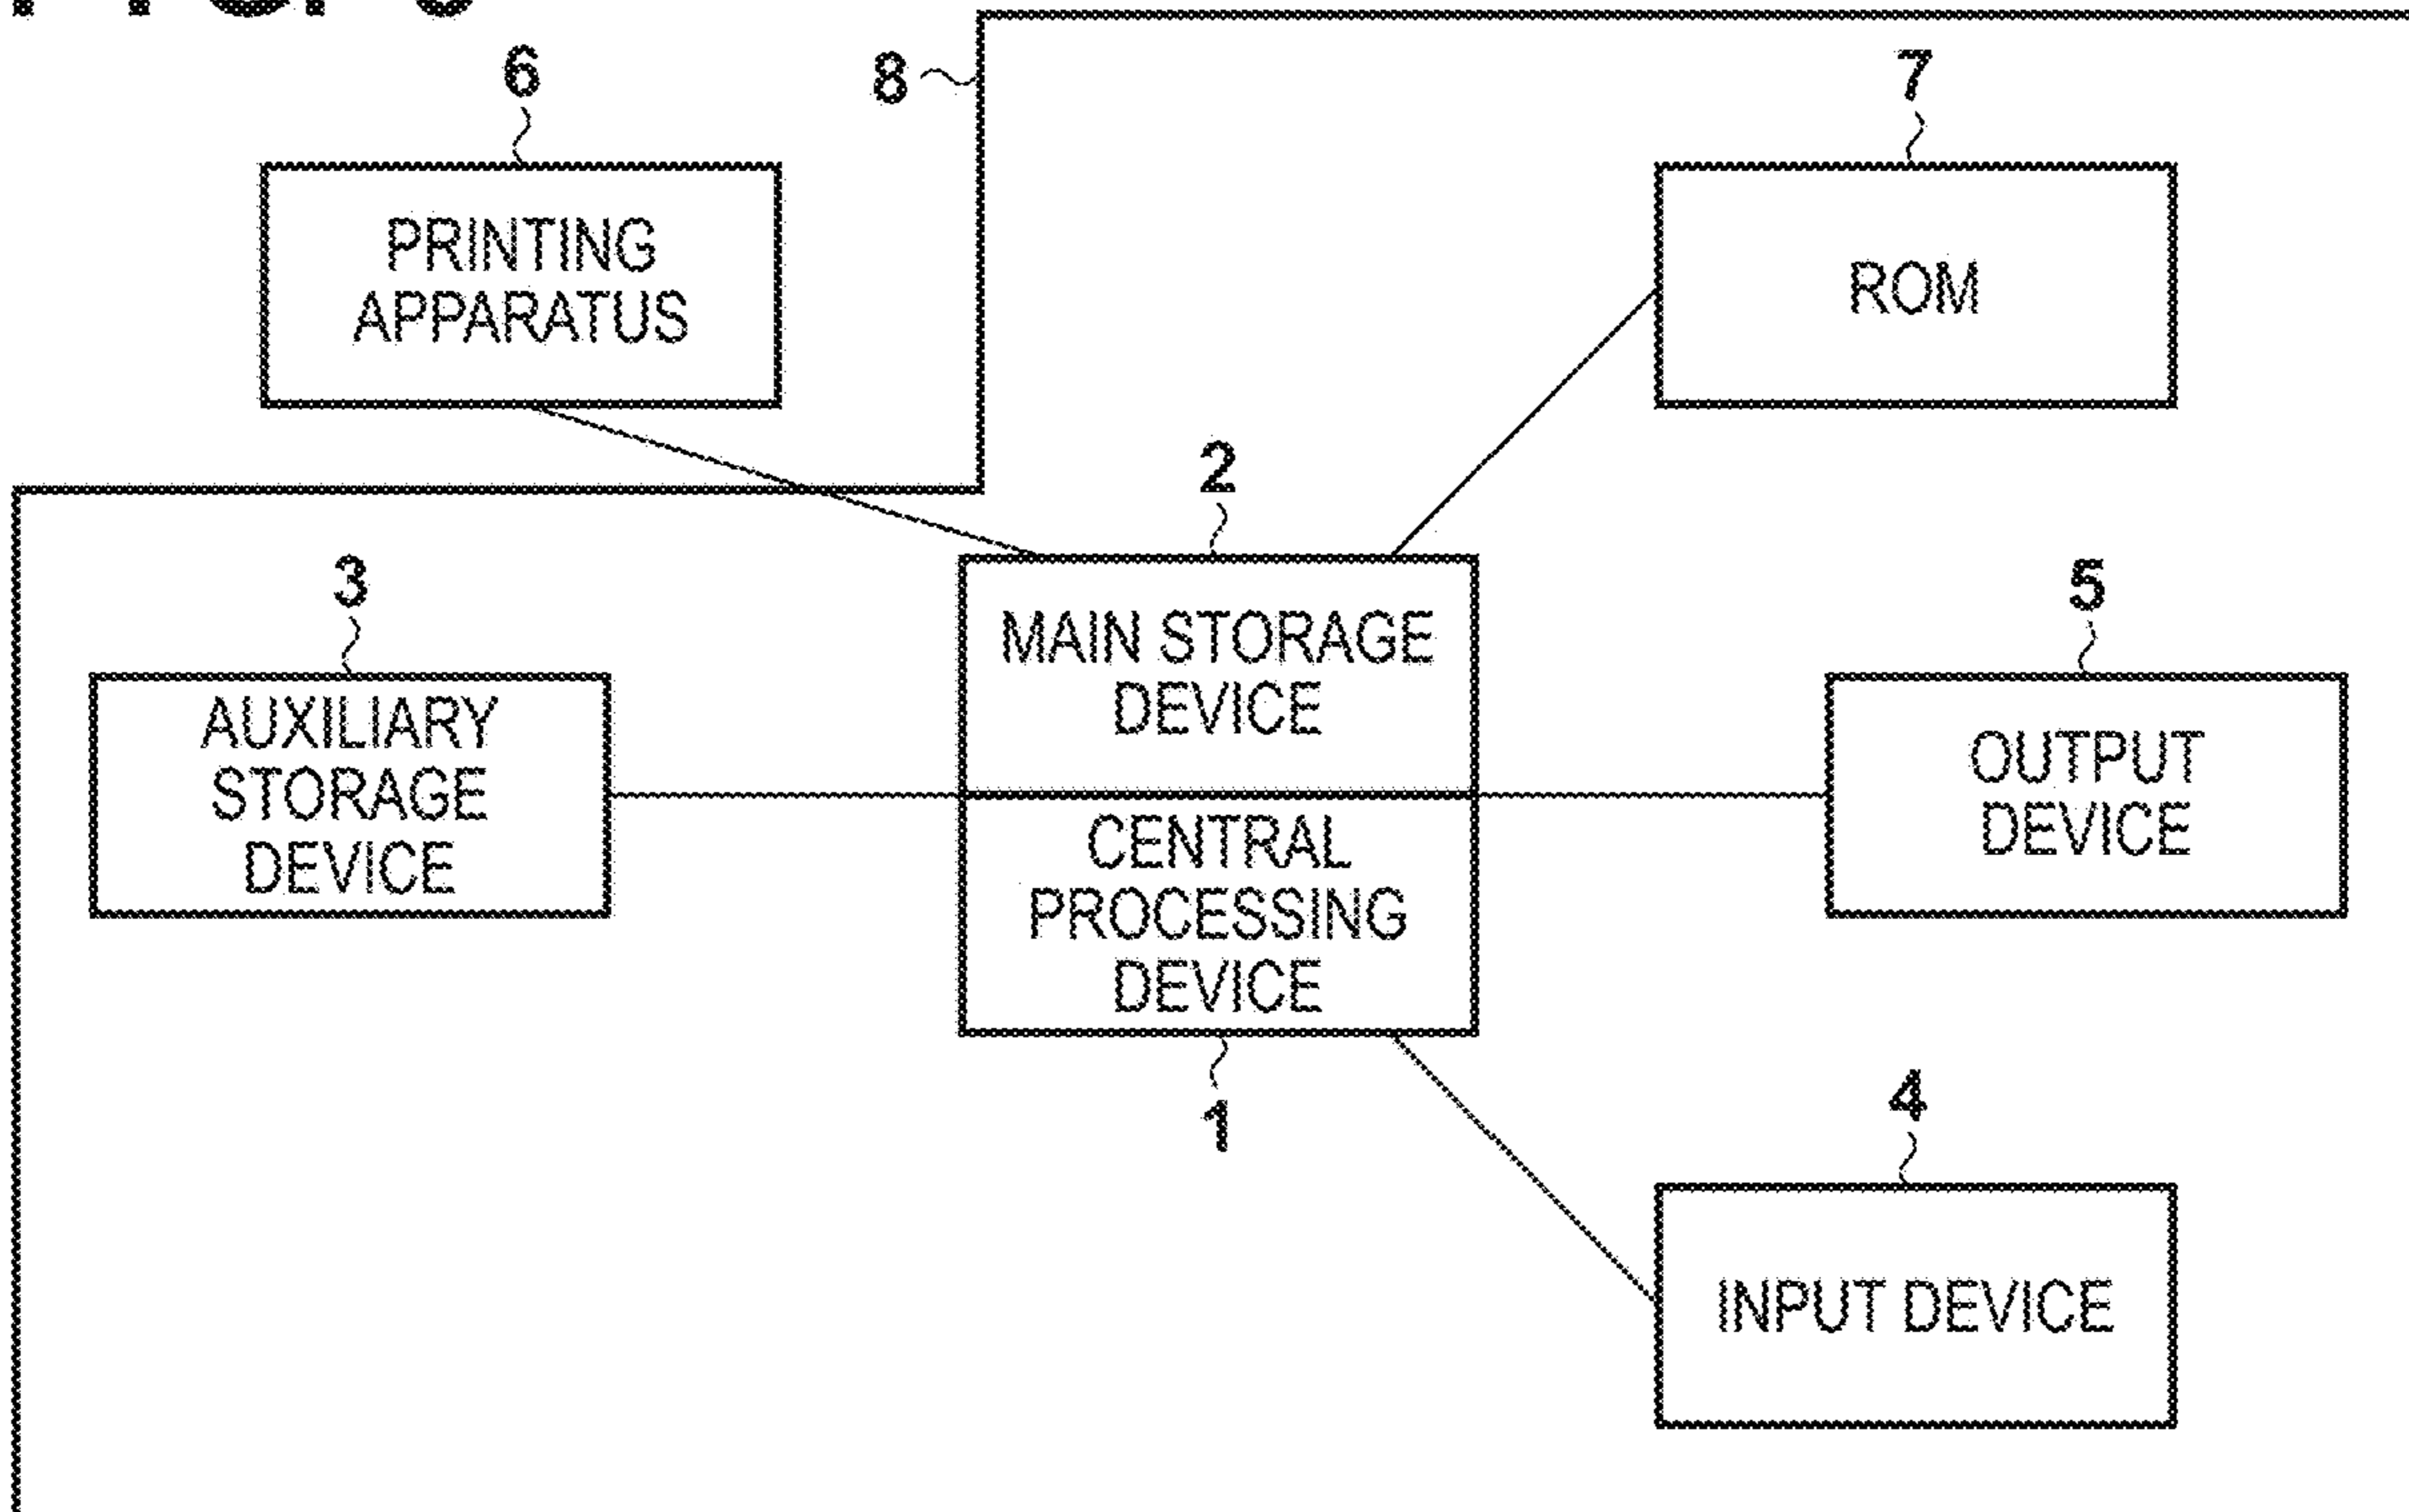 6
8
7
PRINTING
APPARATUS
ROM
2
3
5
MAIN STORAGE
DEVICE
AUXILIARY
STORAGE
DEVICE
OUTPUT
DEVICE
CENTRAL
PROCESSING
DEVICE
1
4
INPUT DEVICE